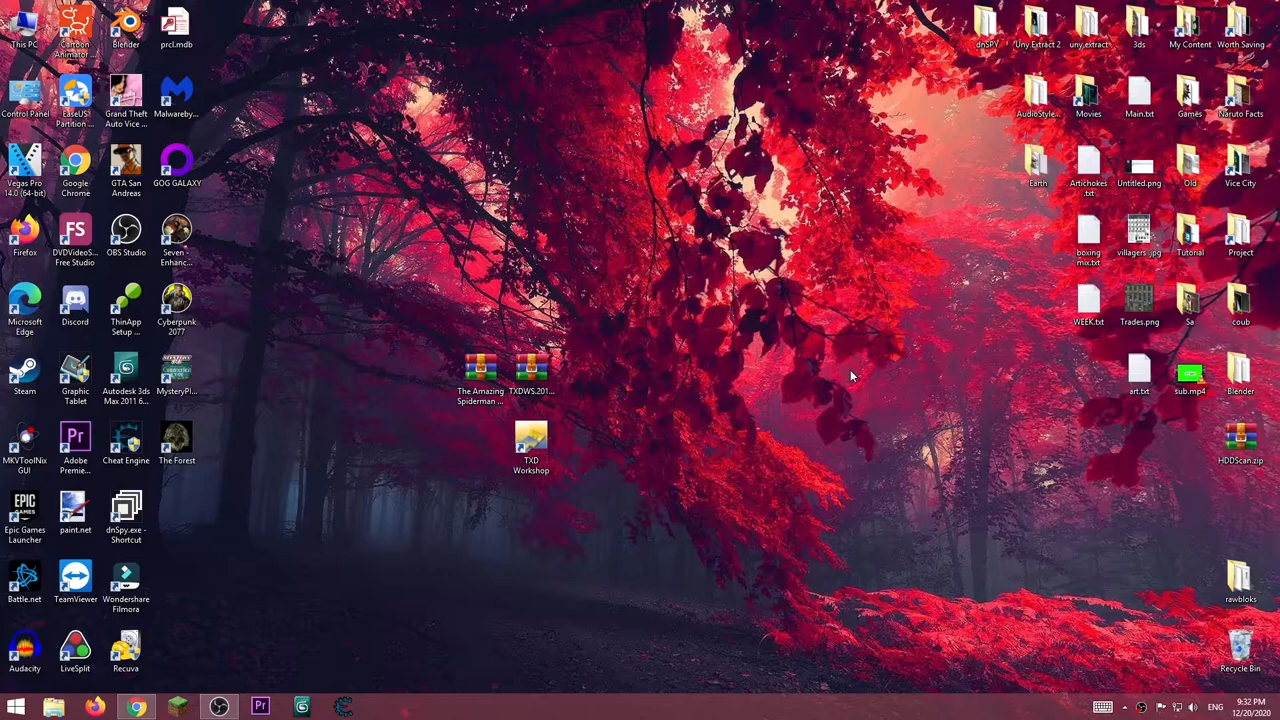 This PC
Cartoon
Animator ...
Blender
prcl.mdb
Control Panel
EaseUS
Partition ...
Grand Theft
Auto Vice ...
Malwareby...
Vegas Pro
14.0 (64-bit)
Google
Chrome
GTA San
Andreas
GOG GALAXY
Firefox
DVDVideoS...
Free Studio
OBS Studio
Seven -
Enhanc...
Microsoft
Edge
Discord
ThinApp
Setup ...
Cyberpunk
2077
Steam
Graphic
Tablet
Autodesk 3ds
Max 2011 6...
MysteryPI...
MKVToolNix
GUI
Adobe
Premie...
Cheat Engine
The Forest
Epic Games
Launcher
paint.net
dnSpy.exe -
Shortcut
Battle.net
TeamViewer
Wondershare
Filmora
Audacity
LiveSplit
Recuva
The Amazing
Spiderman ...
TXDWS.201...
TXD
Workshop
dnSPY
Uny Extract 2
uny.extract
3ds
My Content
Worth Saving
AudioStyle...
Movies
Main.txt
Games
Naruto Facts
Earth
Artichokes
.txt
Untitled.png
Old
Vice City
boxing
mix.txt
villagers .jpg
Tutorial
Project
WEEK.txt
Trades.png
Sa
coub
art.txt
sub.mp4
Blender
HDDScan.zip
rawbloks
Recycle Bin
ENG
9:32 PM
12/20/2020